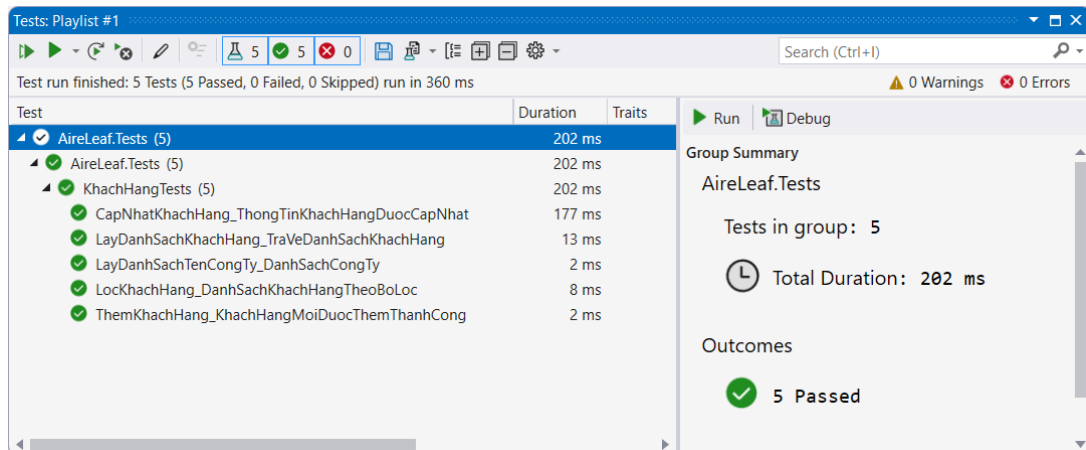 Tests: Playlist #1
5 5 0 Search (Ctrl+I)
Test run finished: 5 Tests (5 Passed, 0 Failed, 0 Skipped) run in 360 ms 0 Warnings 0 Errors
Test Duration Traits
AireLeaf.Tests (5) 202 ms
AireLeaf.Tests (5) 202 ms
KhachHangTests (5) 202 ms
CapNhatKhachHang_ThongTinKhachHangDuocCapNhat 177 ms
LayDanhSachKhachHang_TraVeDanhSachKhachHang 13 ms
LayDanhSachTenCongTy_DanhSachCongTy 2 ms
LocKhachHang_DanhSachKhachHangTheoBoLoc 8 ms
ThemKhachHang_KhachHangMoiDuocThemThanhCong 2 ms
Run Debug
Group Summary
AireLeaf.Tests
Tests in group: 5
Total Duration: 202 ms
Outcomes
5 Passed